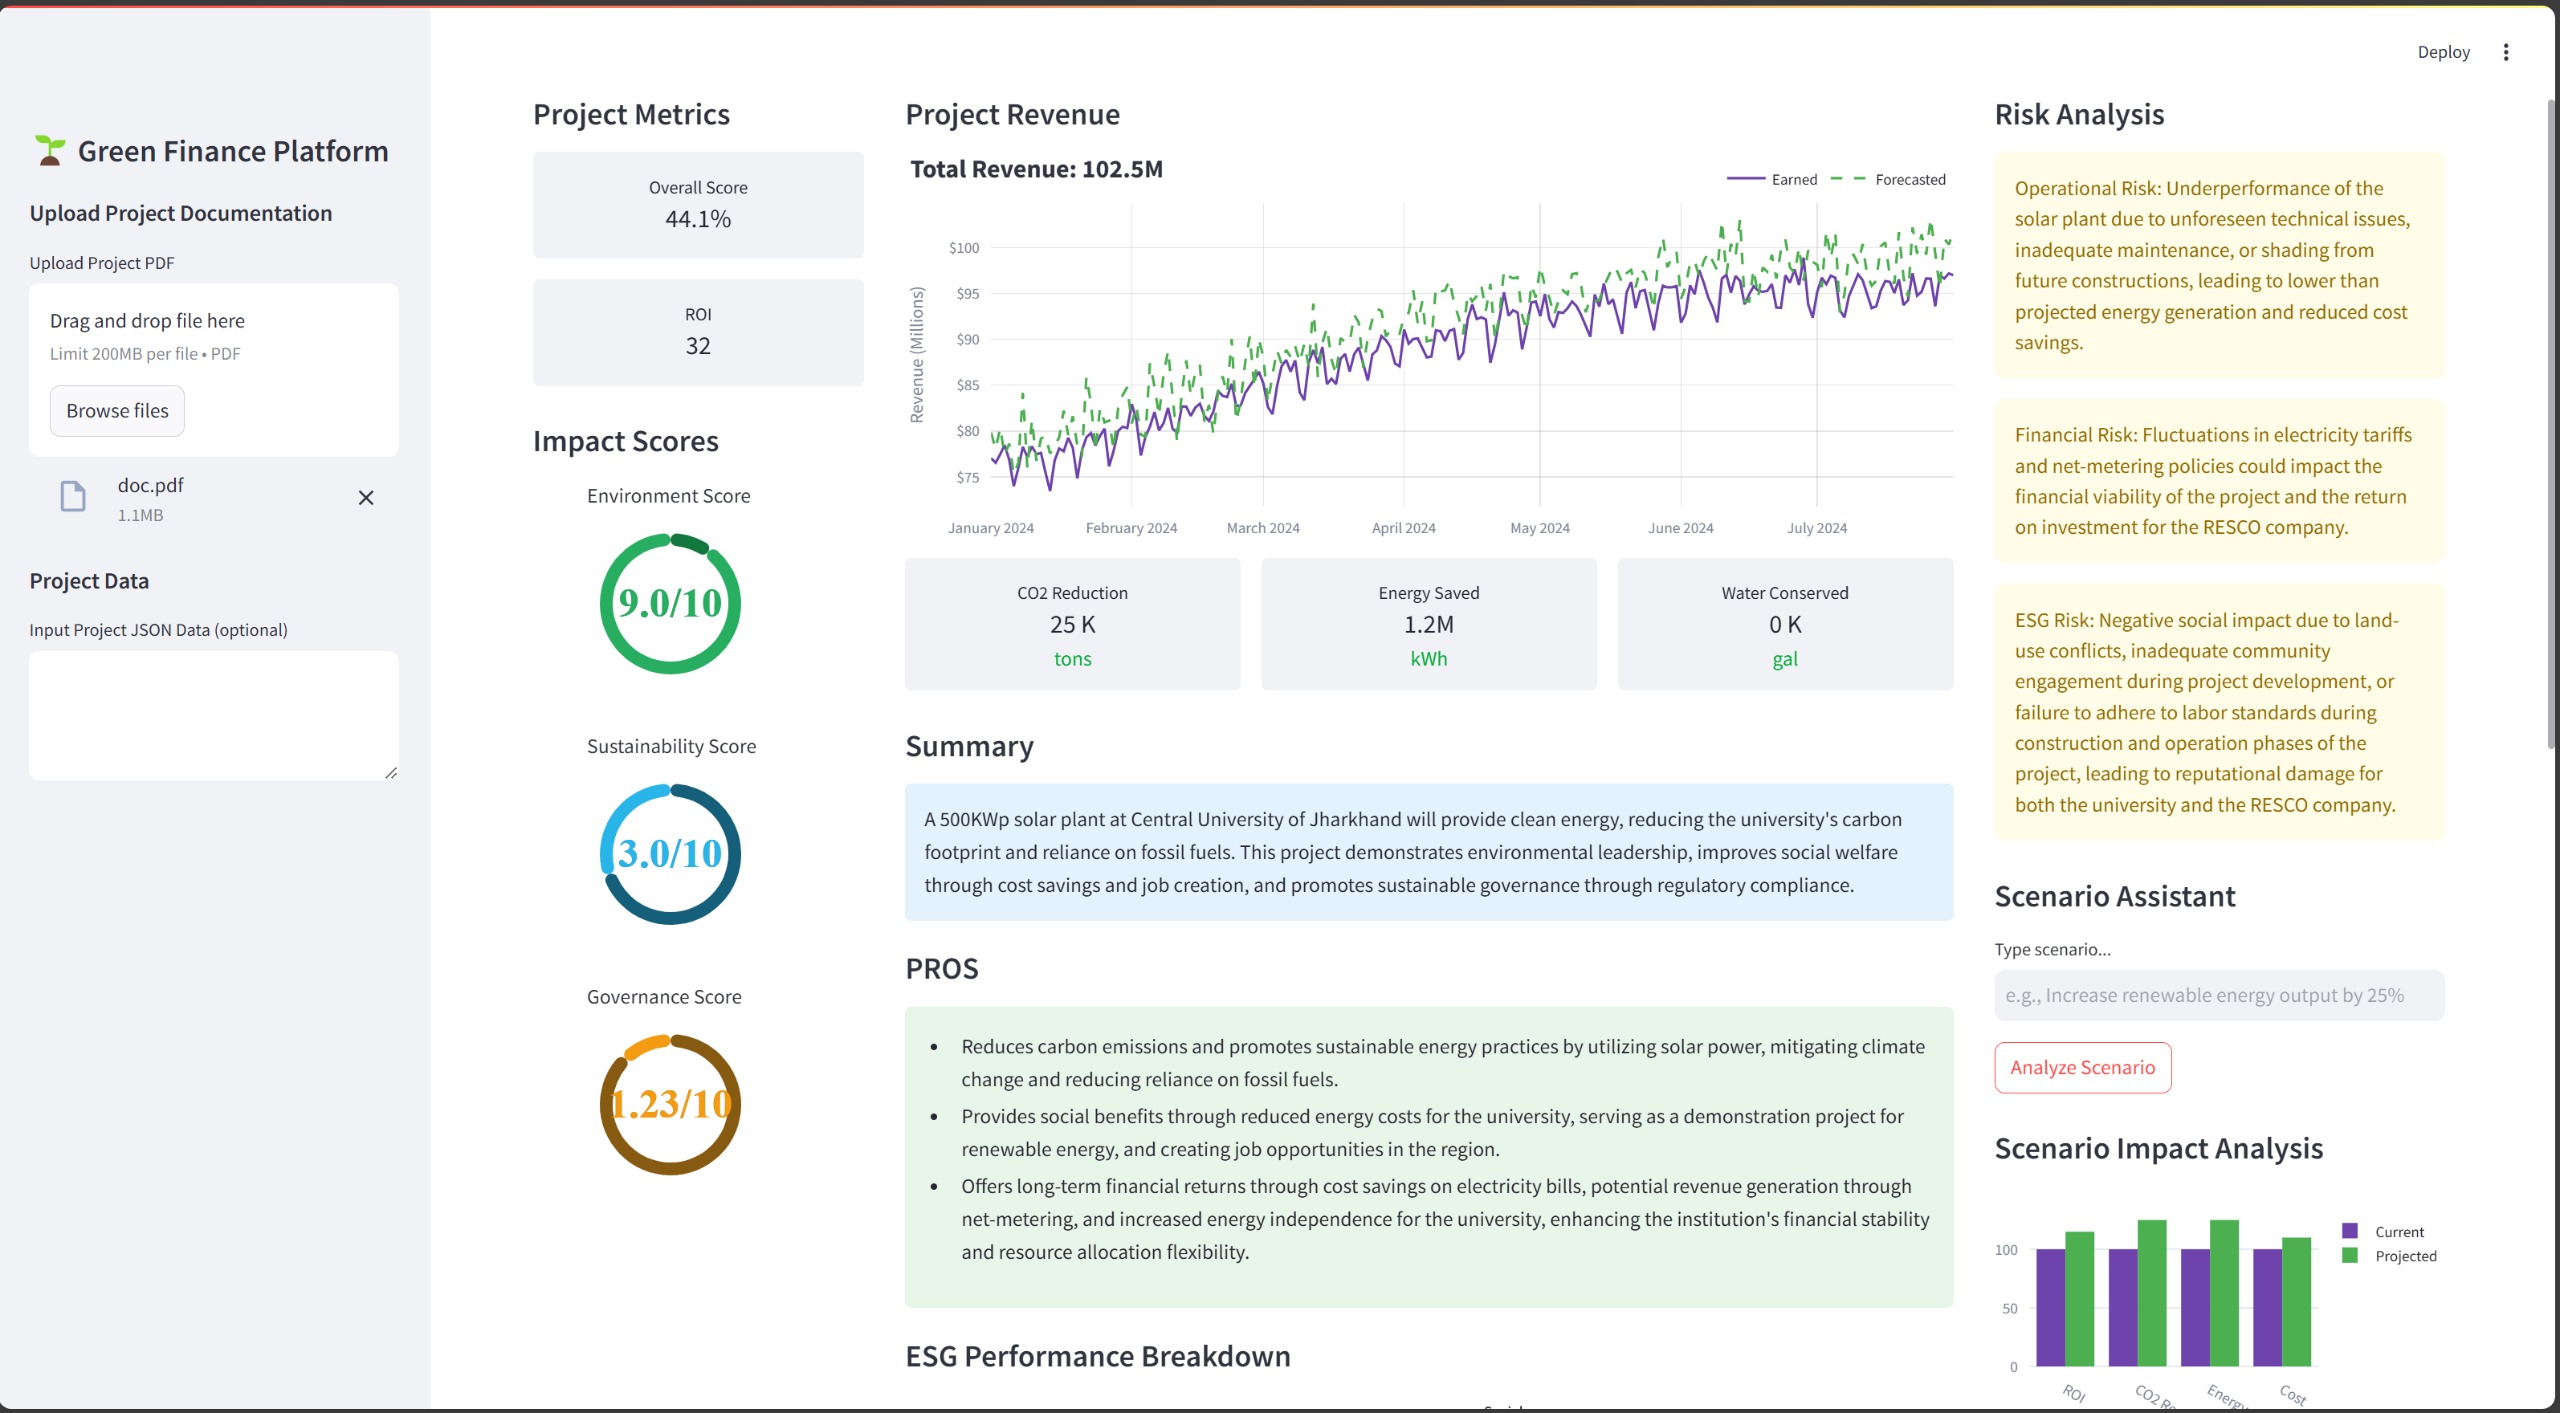 Deploy
🌱 Green Finance Platform
Upload Project Documentation
Upload Project PDF
Drag and drop file here
Limit 200MB per file • PDF
Browse files
doc.pdf
1.1MB
Project Data
Input Project JSON Data (optional)
Project Metrics
Overall Score
44.1%
ROI
32
Impact Scores
Environment Score
9.0/10
Sustainability Score
3.0/10
Governance Score
1.23/10
Project Revenue
Total Revenue: 102.5M
Earned
Forecasted
Revenue (Millions)
$100
$95
$90
$85
$80
$75
January 2024
February 2024
March 2024
April 2024
May 2024
June 2024
July 2024
CO2 Reduction
25 K
tons
Energy Saved
1.2M
kWh
Water Conserved
0 K
gal
Summary
A 500KWp solar plant at Central University of Jharkhand will provide clean energy, reducing the university's carbon
footprint and reliance on fossil fuels. This project demonstrates environmental leadership, improves social welfare
through cost savings and job creation, and promotes sustainable governance through regulatory compliance.
PROS
• Reduces carbon emissions and promotes sustainable energy practices by utilizing solar power, mitigating climate
change and reducing reliance on fossil fuels.
• Provides social benefits through reduced energy costs for the university, serving as a demonstration project for
renewable energy, and creating job opportunities in the region.
• Offers long-term financial returns through cost savings on electricity bills, potential revenue generation through
net-metering, and increased energy independence for the university, enhancing the institution's financial stability
and resource allocation flexibility.
ESG Performance Breakdown
Risk Analysis
Operational Risk: Underperformance of the
solar plant due to unforeseen technical issues,
inadequate maintenance, or shading from
future constructions, leading to lower than
projected energy generation and reduced cost
savings.
Financial Risk: Fluctuations in electricity tariffs
and net-metering policies could impact the
financial viability of the project and the return
on investment for the RESCO company.
ESG Risk: Negative social impact due to land-
use conflicts, inadequate community
engagement during project development, or
failure to adhere to labor standards during
construction and operation phases of the
project, leading to reputational damage for
both the university and the RESCO company.
Scenario Assistant
Type scenario...
e.g., Increase renewable energy output by 25%
Analyze Scenario
Scenario Impact Analysis
Current
Projected
100
50
0
ROI
CO2 Re
Energy
Cost